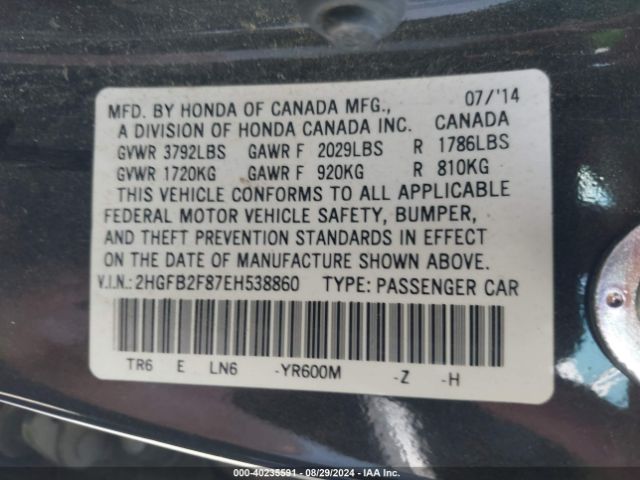 MFD. BY HONDA OF CANADA MFG., 07/'14
A DIVISION OF HONDA CANADA INC. CANADA
GVWR 3792LBS GAWR F 2029LBS R 1786LBS
GVWR 1720KG GAWR F 920KG R 810KG
THIS VEHICLE CONFORMS TO ALL APPLICABLE
FEDERAL MOTOR VEHICLE SAFETY, BUMPER,
AND THEFT PREVENTION STANDARDS IN EFFECT
ON THE DATE OF MANUFACTURE SHOWN ABOVE.
V.I.N.: 2HGFB2F87EH538860 TYPE: PASSENGER CAR
TR6 E LN6 -YR600M -Z -H
000-40235591 - 08/29/2024 - IAA Inc.